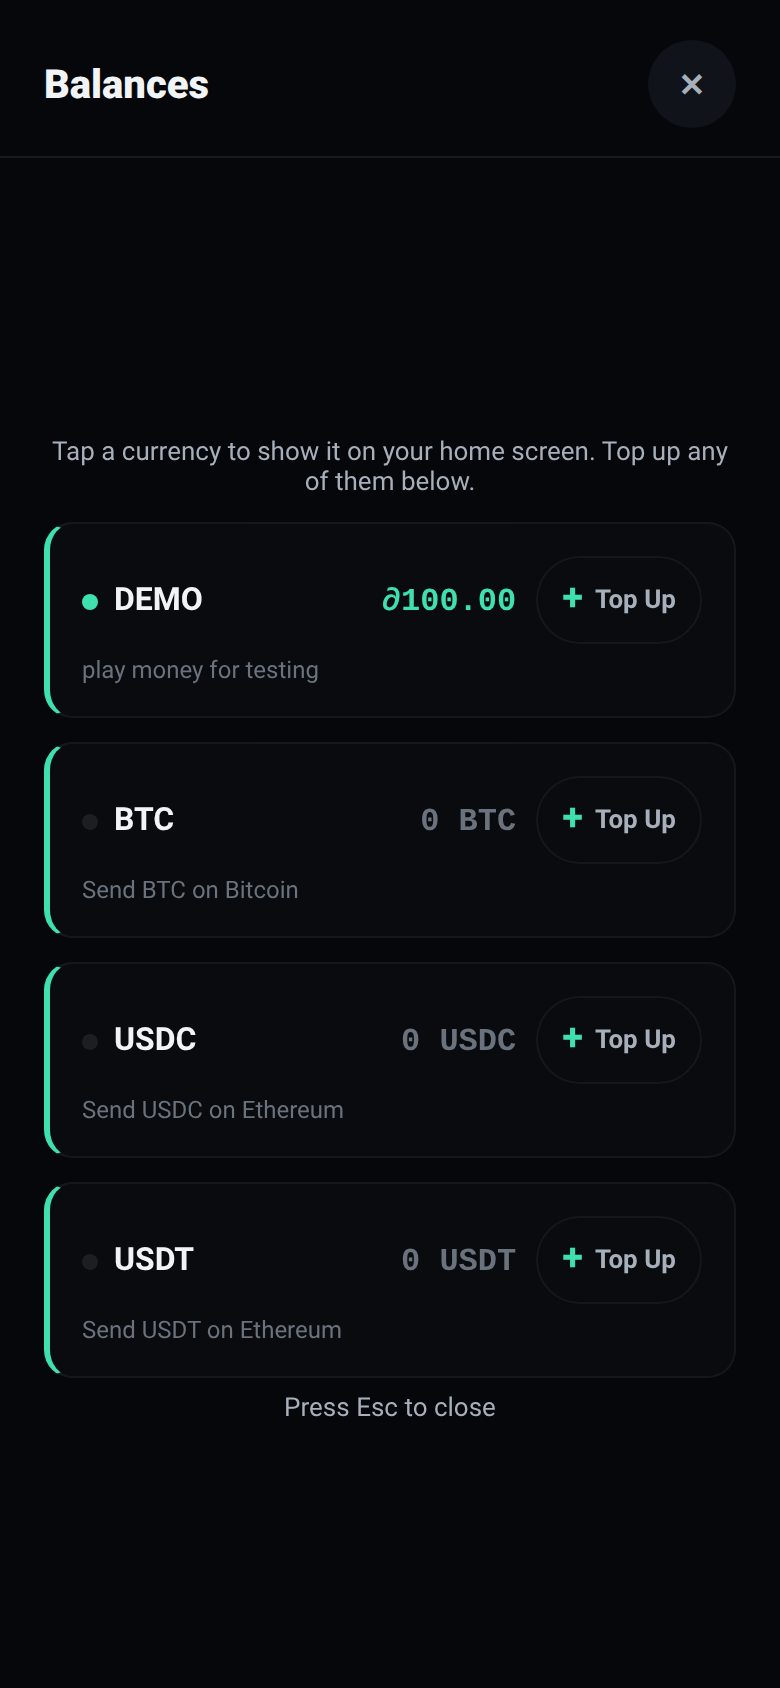 Balances
✕
Tap a currency to show it on your home screen. Top up any
of them below.
DEMO ∂100.00 + Top Up
play money for testing
BTC 0 BTC + Top Up
Send BTC on Bitcoin
USDC 0 USDC + Top Up
Send USDC on Ethereum
USDT 0 USDT + Top Up
Send USDT on Ethereum
Press Esc to close